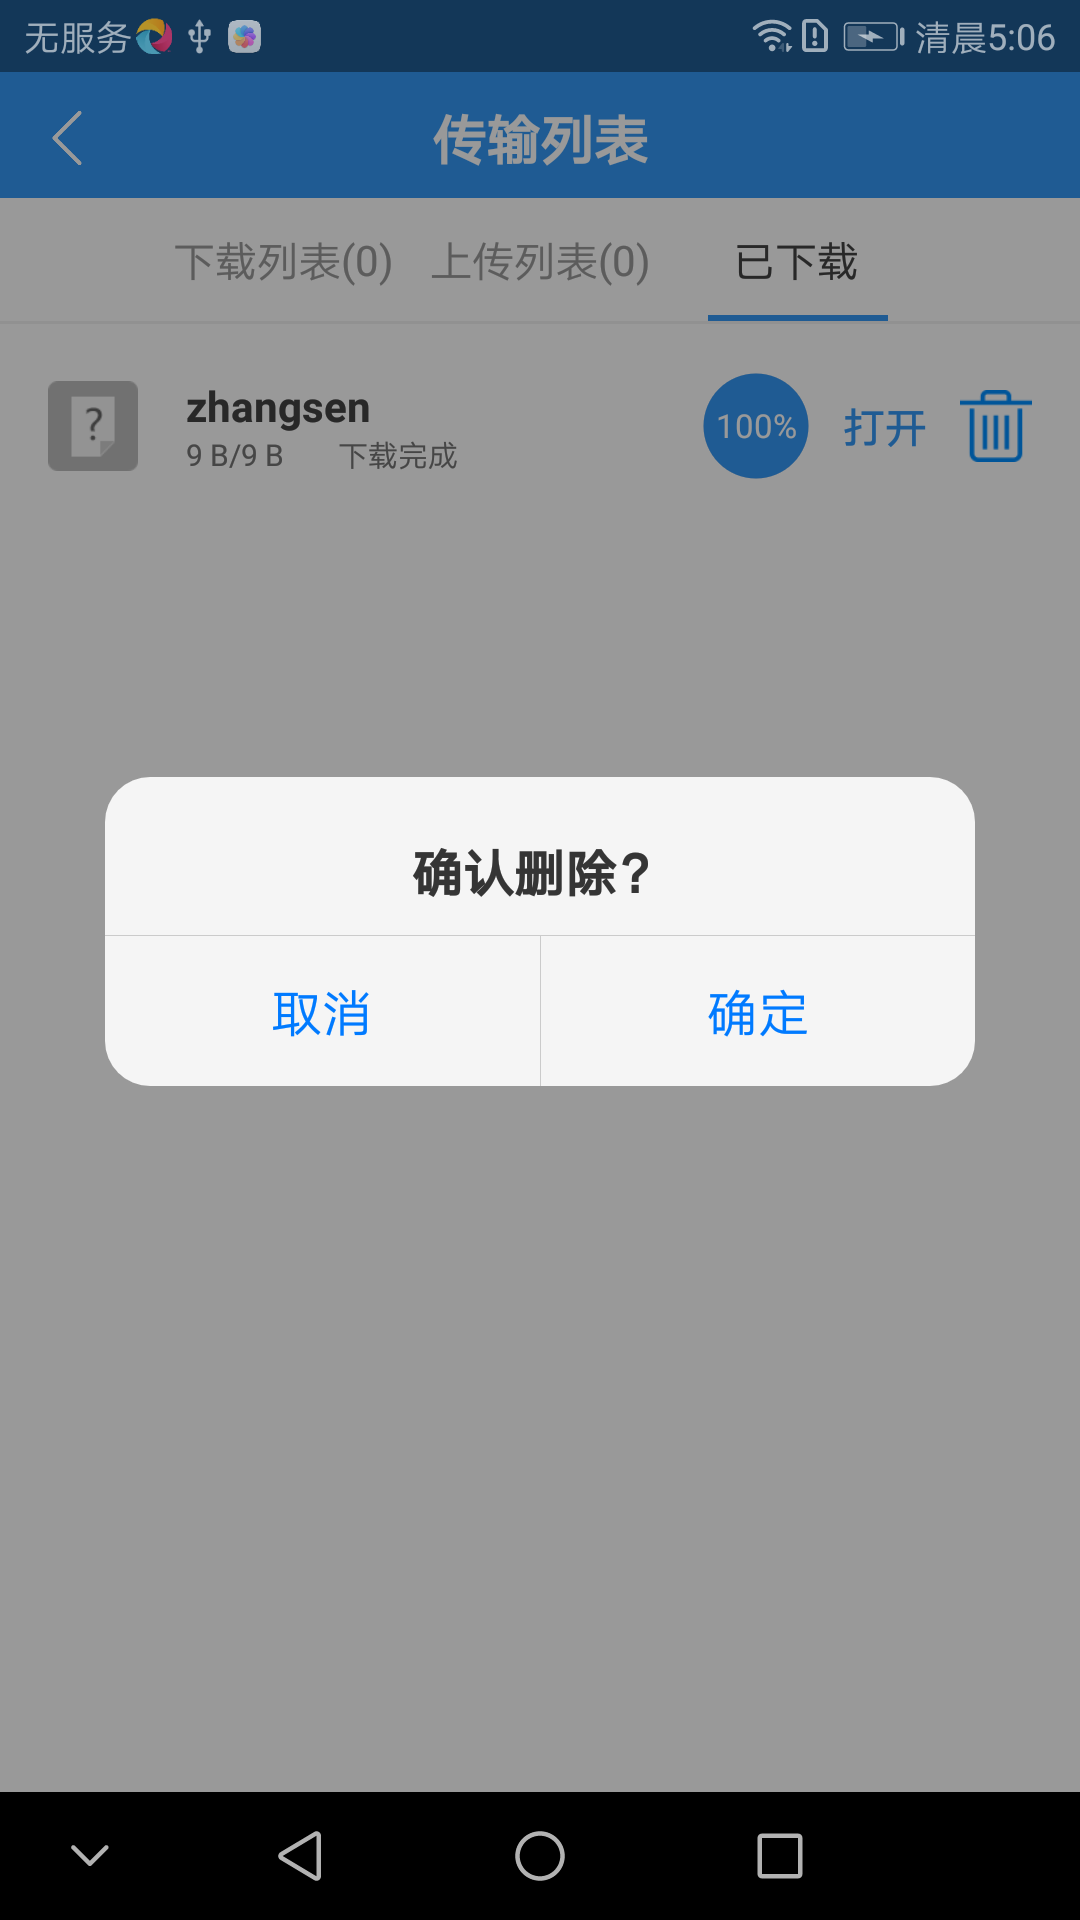 无服务 清晨5:06
传输列表
下载列表(0) 上传列表(0) 已下载
zhangsen
9 B/9 B 下载完成
100% 打开
确认删除?
取消 确定